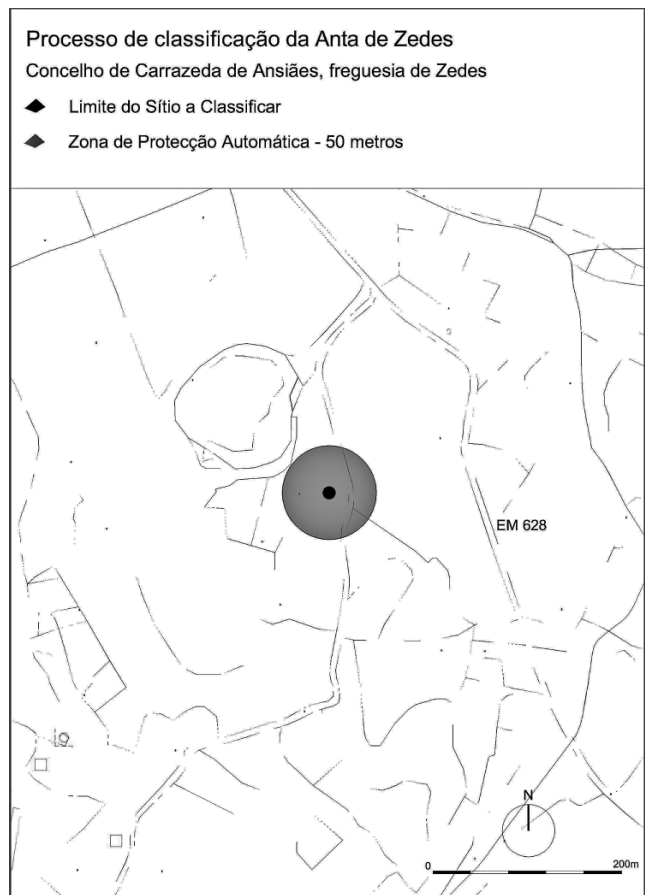 Processo de classificação da Anta de Zedes
Concelho de Carrazeda de Ansiães, freguesia de Zedes
Limite do Sítio a Classificar
Zona de Protecção Automática - 50 metros
EM 628
N
0 200m